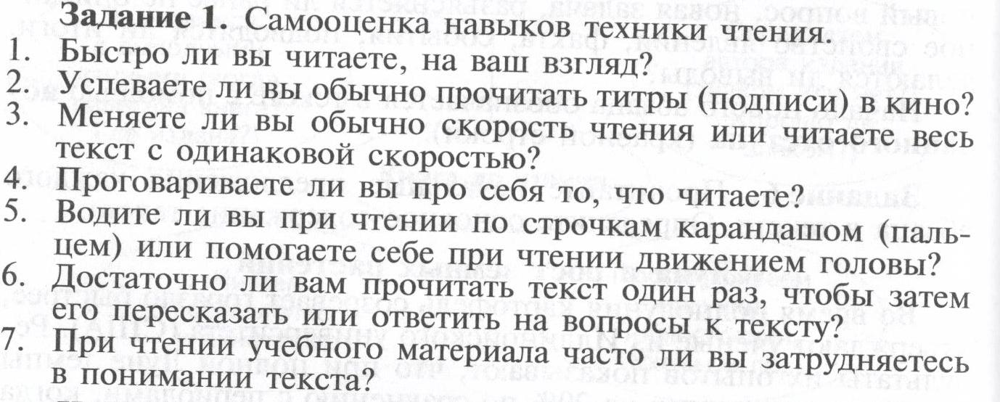 Задание 1. Самооценка навыков техники чтения.
1. Быстро ли вы читаете, на ваш взгляд?
2. Успеваете ли вы обычно прочитать титры (подписи) в кино?
3. Меняете ли вы обычно скорость чтения или читаете весь
текст с одинаковой скоростью?
4. Проговариваете ли вы про себя то, что читаете?
5. Водите ли вы при чтении по строчкам карандашом (паль-
цем) или помогаете себе при чтении движением головы?
6. Достаточно ли вам прочитать текст один раз, чтобы затем
его пересказать или ответить на вопросы к тексту?
7. При чтении учебного материала часто ли вы затрудняетесь
в понимании текста?